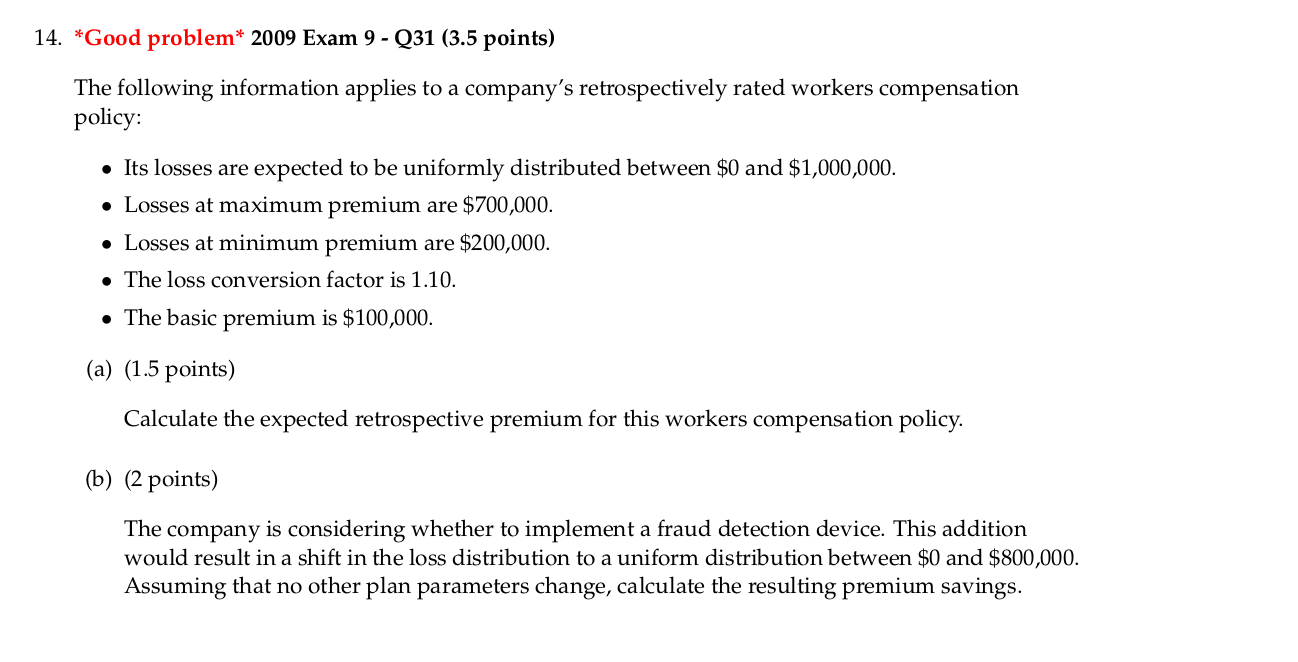 14. *Good problem* 2009 Exam 9 - Q31 (3.5 points)
The following information applies to a company's retrospectively rated workers compensation
policy:
• Its losses are expected to be uniformly distributed between $0 and $1,000,000.
• Losses at maximum premium are $700,000.
• Losses at minimum premium are $200,000.
• The loss conversion factor is 1.10.
• The basic premium is $100,000.
(a) (1.5 points)
Calculate the expected retrospective premium for this workers compensation policy.
(b) (2 points)
The company is considering whether to implement a fraud detection device. This addition
would result in a shift in the loss distribution to a uniform distribution between $0 and $800,000.
Assuming that no other plan parameters change, calculate the resulting premium savings.